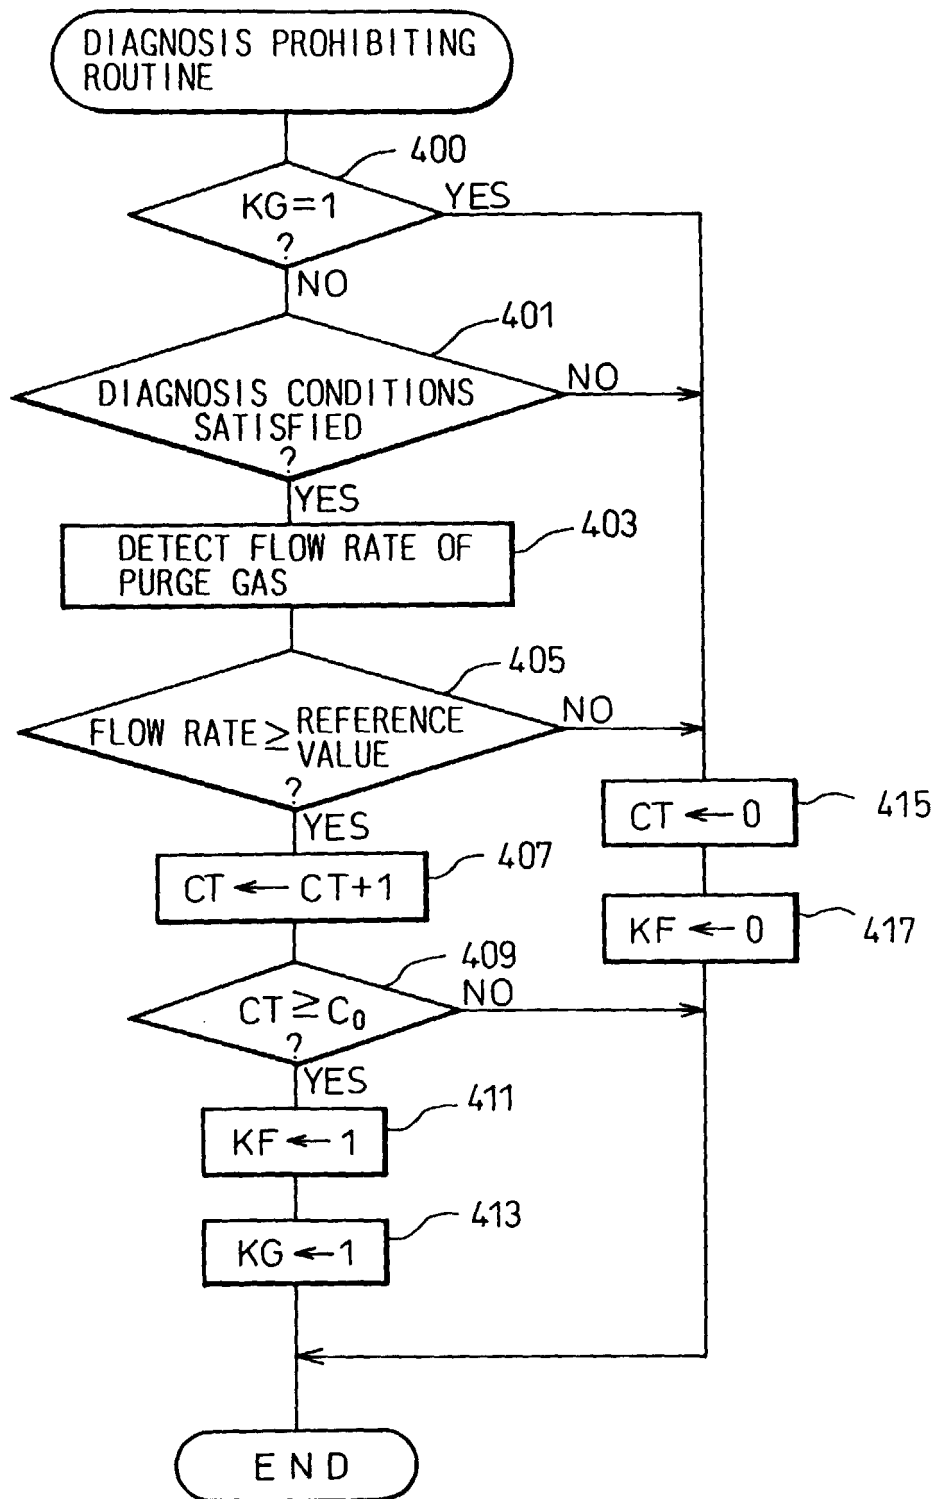 DIAGNOSIS PROHIBITING
ROUTINE
400
KG=1
?
YES
NO
401
DIAGNOSIS CONDITIONS
SATISFIED
?
NO
YES
403
DETECT FLOW RATE OF
PURGE GAS
405
FLOW RATE ≥ REFERENCE
VALUE
?
NO
YES
415
CT ← 0
407
CT ← CT+1
417
KF ← 0
409
CT ≧ C₀
?
NO
YES
411
KF ← 1
413
KG ← 1
END